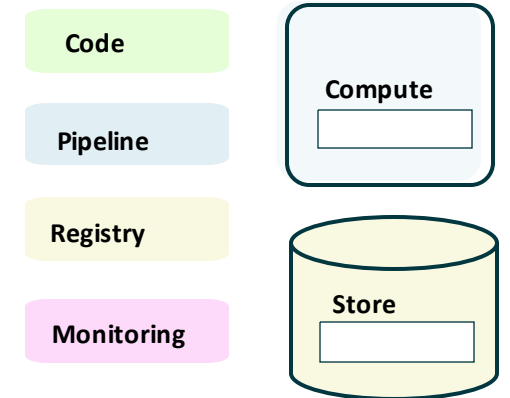 Code
Pipeline
Registry
Monitoring
Compute
Store